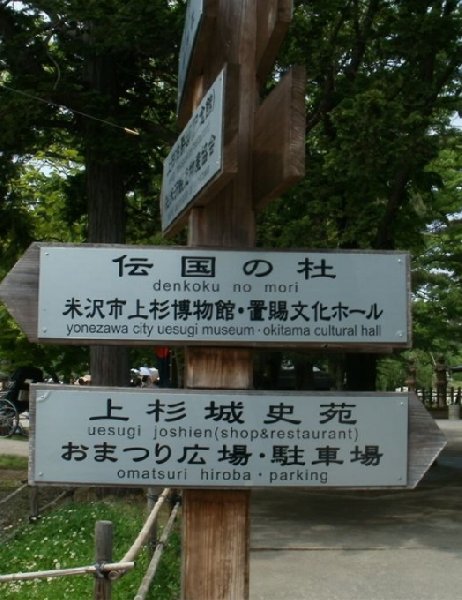 伝国の杜
denkoku no mori
米沢市上杉博物館・置賜文化ホール
yonezawa city uesugi museum・okitama cultural hall
上杉城史苑
uesugi joshien(shop&restaurant)
おまつり広場・駐車場
omatsuri hiroba・parking